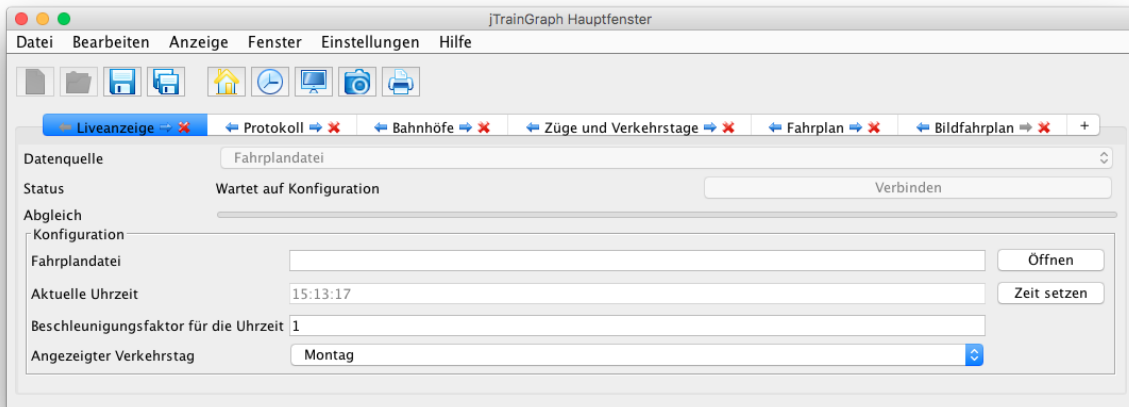 jTrainGraph Hauptfenster
Datei Bearbeiten Anzeige Fenster Einstellungen Hilfe
Liveanzeige Protokoll Bahnhöfe Züge und Verkehrstage Fahrplan Bildfahrplan +
Datenquelle Fahrplandatei
Status Wartet auf Konfiguration Verbinden
Abgleich
Konfiguration
Fahrplandatei Öffnen
Aktuelle Uhrzeit 15:13:17 Zeit setzen
Beschleunigungsfaktor für die Uhrzeit 1
Angezeigter Verkehrstag Montag